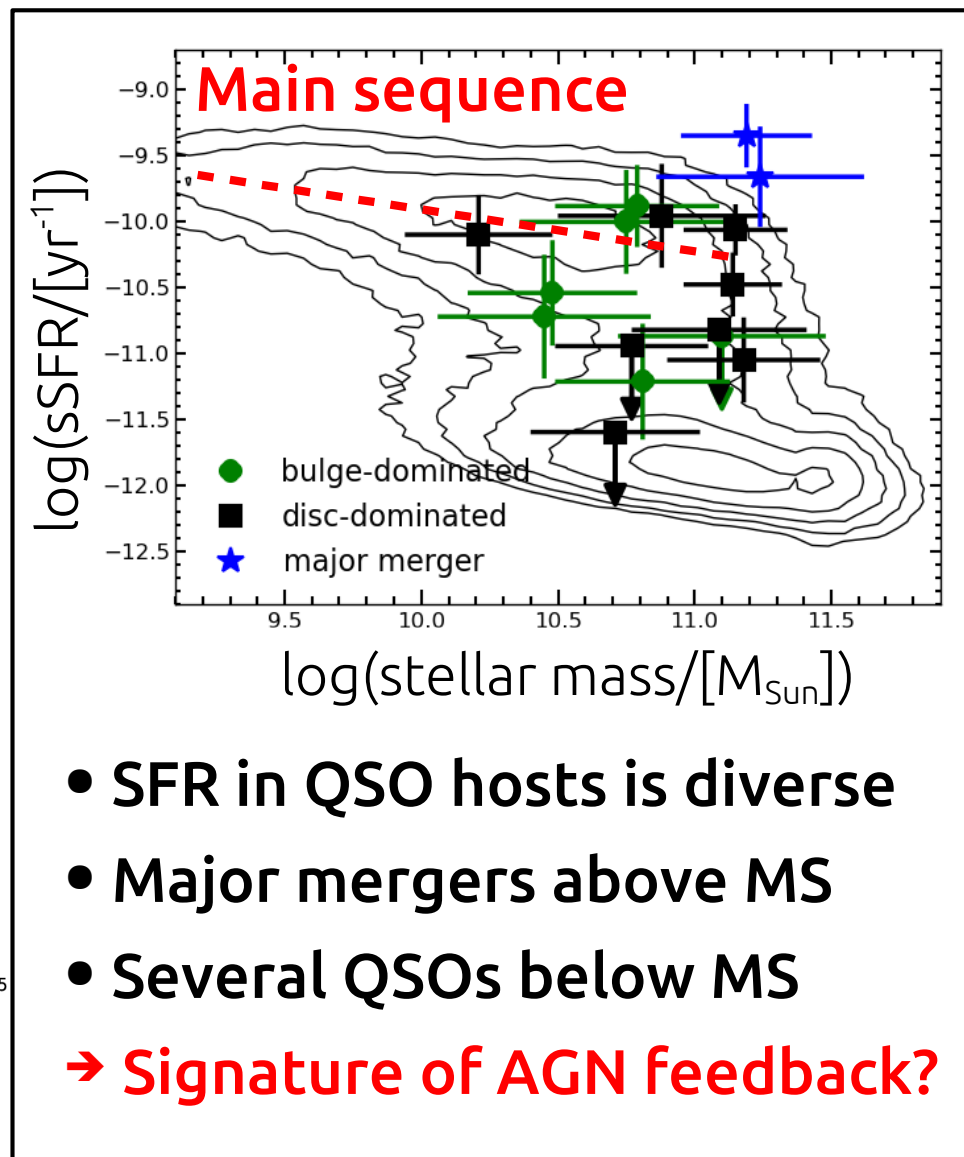 Main sequence
−9.0
−9.5
−10.0
−10.5
−11.0
−11.5
−12.0
−12.5
log(sSFR/[yr⁻¹])
bulge-dominated
disc-dominated
major merger
9.5 10.0 10.5 11.0 11.5
log(stellar mass/[M_Sun])
• SFR in QSO hosts is diverse
• Major mergers above MS
• Several QSOs below MS
5
➔ Signature of AGN feedback?